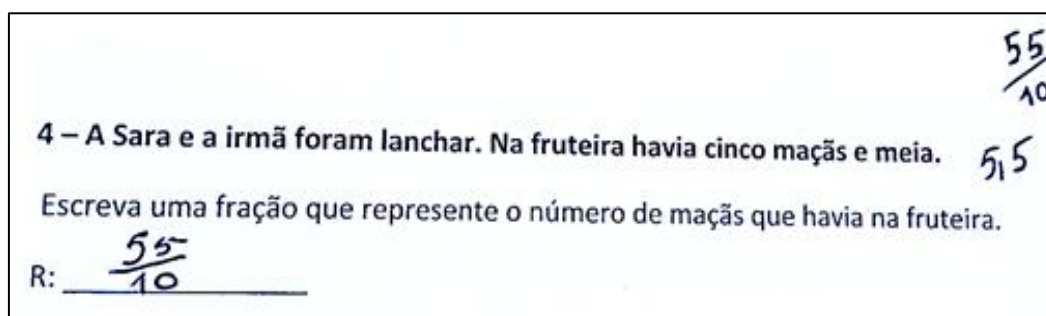 55
10
4 – A Sara e a irmã foram lanchar. Na fruteira havia cinco maçãs e meia. 5,5
Escreva uma fração que represente o número de maçãs que havia na fruteira.
R: 55
10